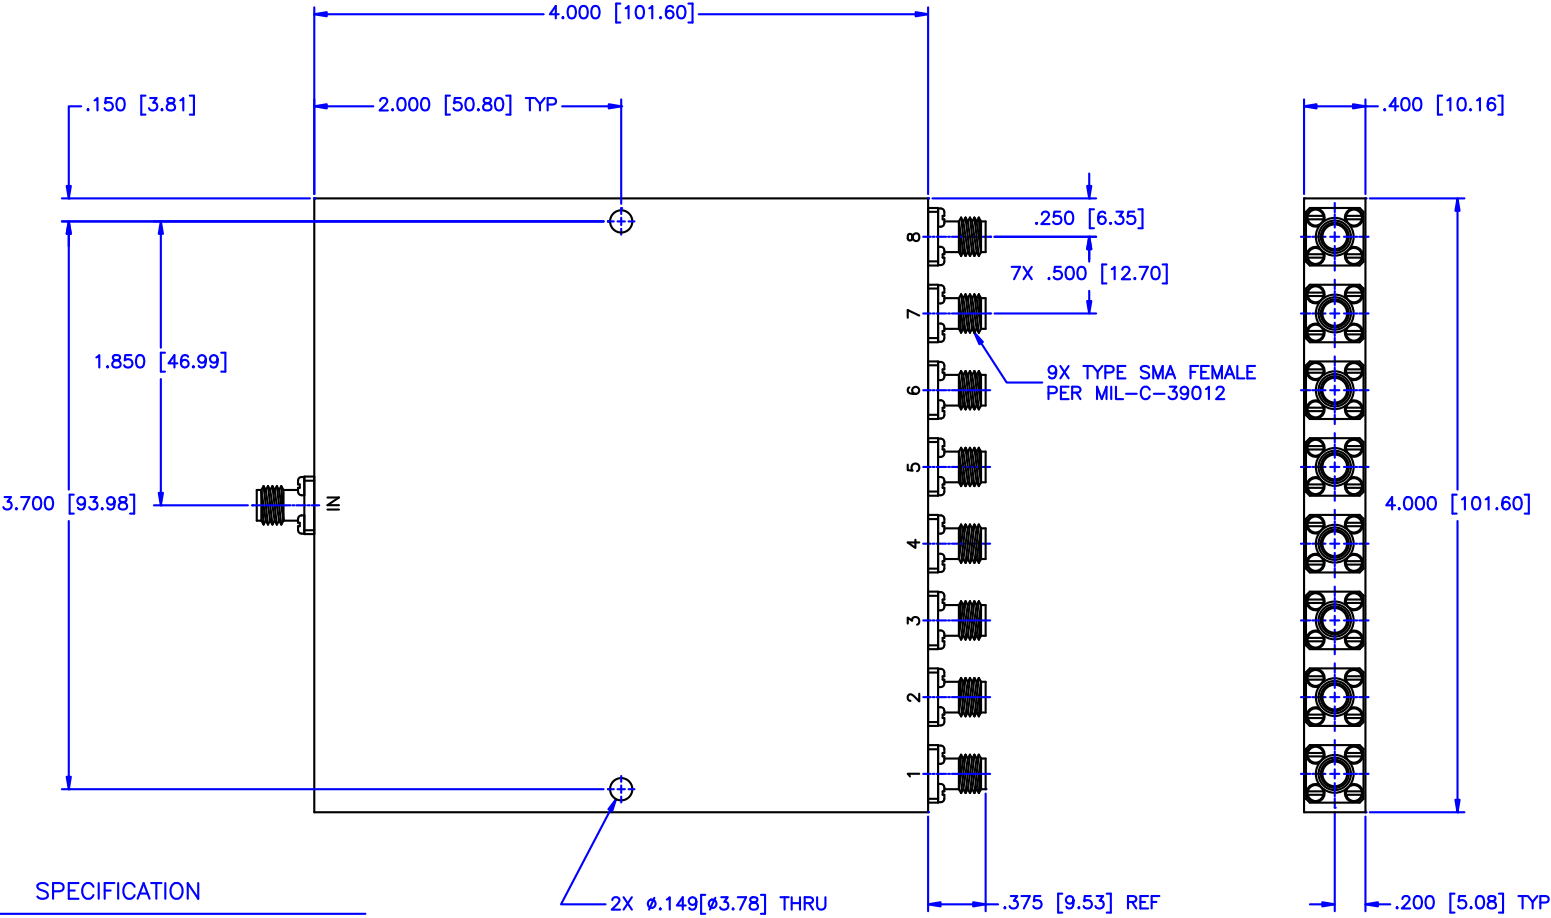 4.000 [101.60]
.150 [3.81]
2.000 [50.80] TYP
.400 [10.16]
.250 [6.35]
8
7X .500 [12.70]
7
1.850 [46.99]
9X TYPE SMA FEMALE
PER MIL-C-39012
6
5
3.700 [93.98]
IN
4.000 [101.60]
4
3
2
1
SPECIFICATION
2X ø.149[ø3.78] THRU
.375 [9.53] REF
.200 [5.08] TYP